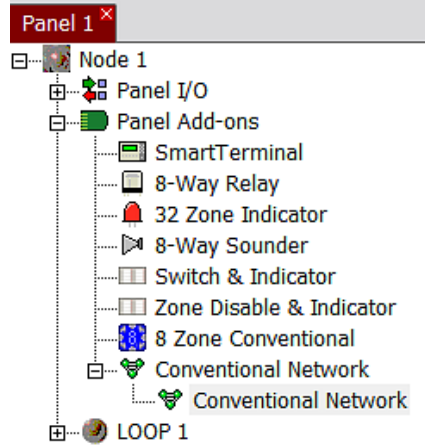 Panel 1 ×
Node 1
Panel I/O
Panel Add-ons
SmartTerminal
8-Way Relay
32 Zone Indicator
8-Way Sounder
Switch & Indicator
Zone Disable & Indicator
8 Zone Conventional
Conventional Network
Conventional Network
LOOP 1